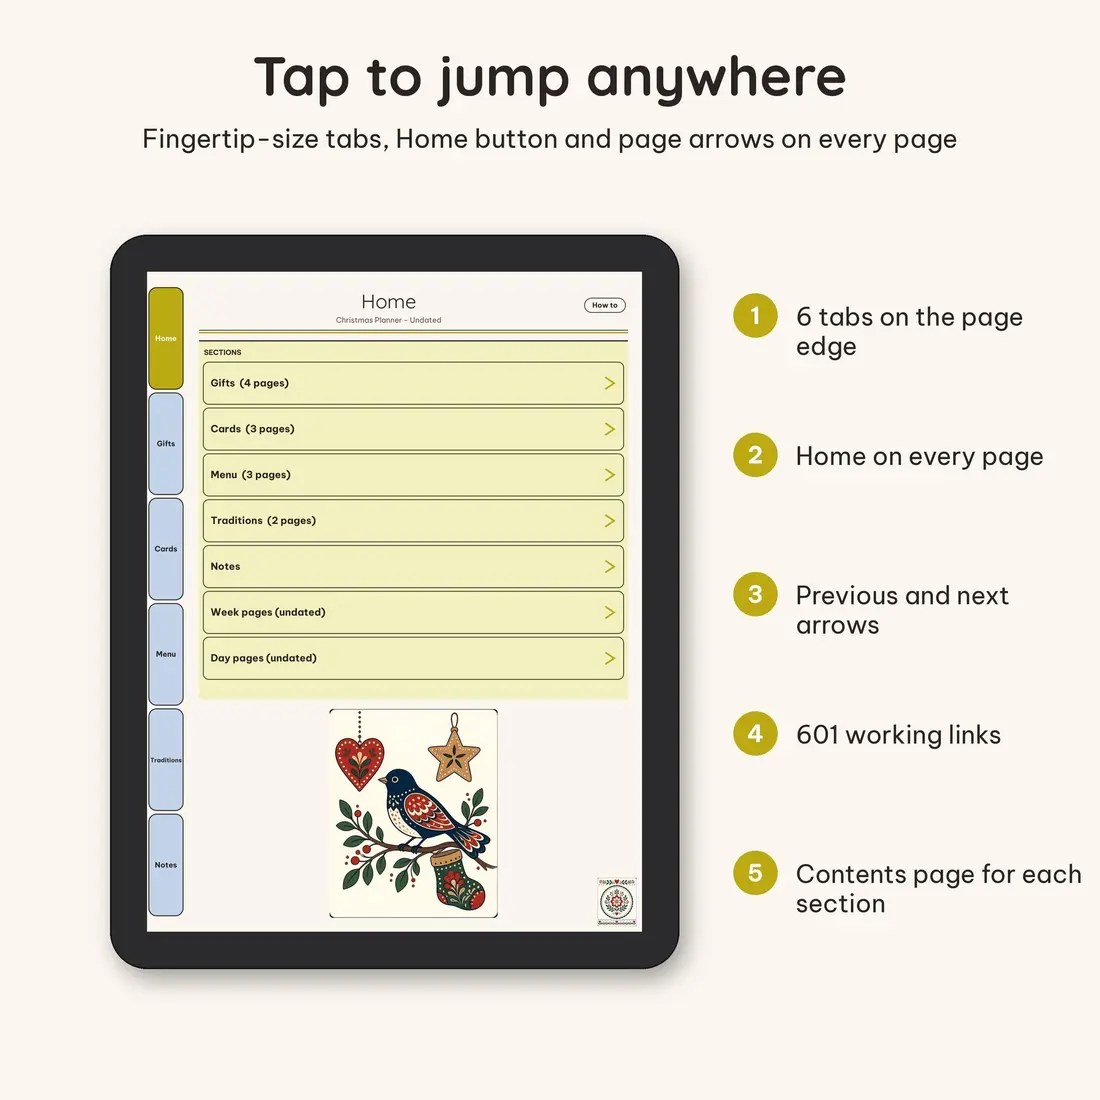 Tap to jump anywhere
Fingertip-size tabs, Home button and page arrows on every page
Home
Gifts
Cards
Menu
Traditions
Notes
Home
Christmas Planner - Undated
How to
SECTIONS
Gifts (4 pages)
Cards (3 pages)
Menu (3 pages)
Traditions (2 pages)
Notes
Week pages (undated)
Day pages (undated)
1 6 tabs on the page
edge
2 Home on every page
3 Previous and next
arrows
4 601 working links
5 Contents page for each
section